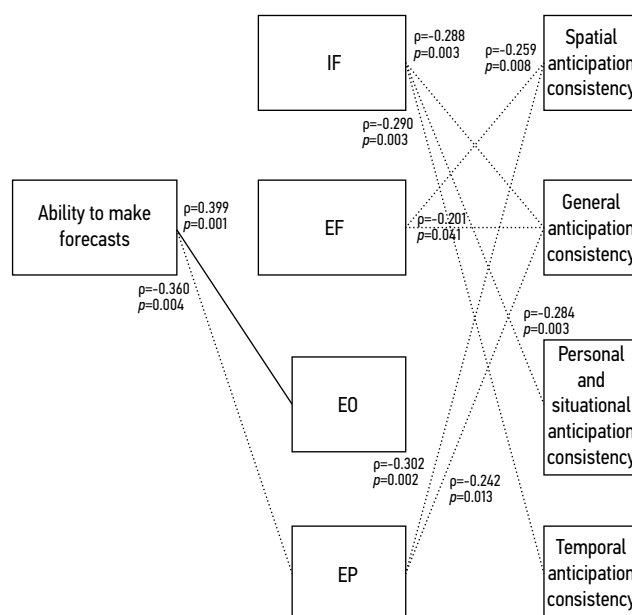 IF
ρ=-0.288
p=0.003
ρ=-0.259
p=0.008
Spatial
anticipation
consistency
ρ=-0.290
p=0.003
Ability to make
forecasts
ρ=0.399
p=0.001
EF
ρ=-0.201
p=0.041
General
anticipation
consistency
ρ=-0.360
p=0.004
ρ=-0.284
p=0.003
EO
Personal
and
situational
anticipation
consistency
ρ=-0.302
p=0.002
ρ=-0.242
p=0.013
EP
Temporal
anticipation
consistency